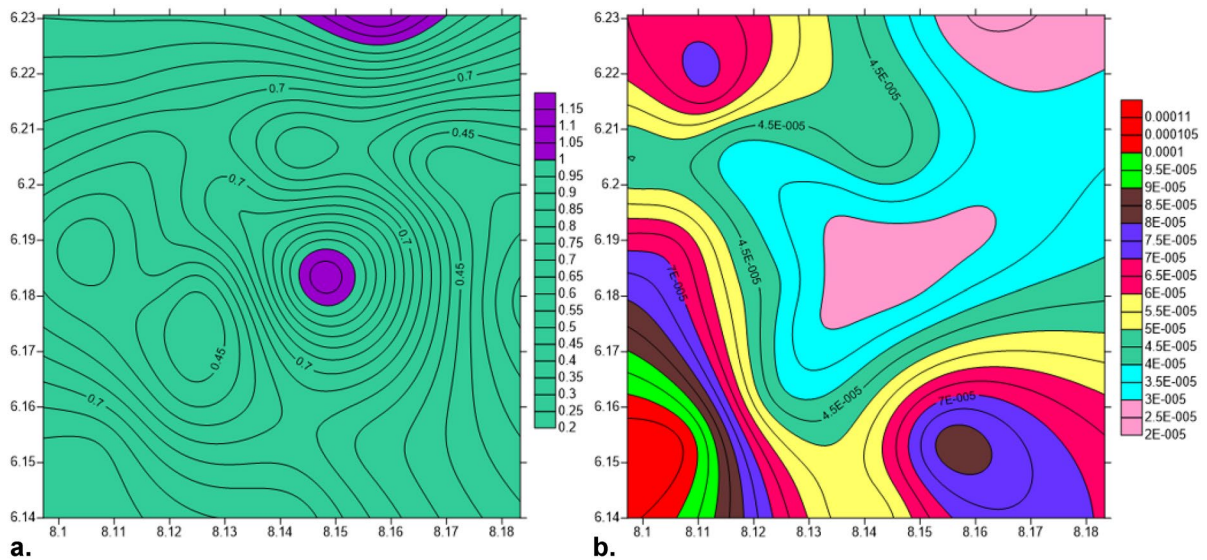 6.23
6.22
6.21
6.2
6.19
6.18
6.17
6.16
6.15
6.14
8.1 8.11 8.12 8.13 8.14 8.15 8.16 8.17 8.18
0.7
0.7
0.45
0.7
0.7
0.45
0.45
0.7
0.7
1.15
1.1
1.05
1
0.95
0.9
0.85
0.8
0.75
0.7
0.65
0.6
0.55
0.5
0.45
0.4
0.35
0.3
0.25
0.2
a.
6.23
6.22
6.21
6.2
6.19
6.18
6.17
6.16
6.15
6.14
8.1 8.11 8.12 8.13 8.14 8.15 8.16 8.17 8.18
4.5E-005
4.5E-005
4.5E-005
7E-005
4.5E-005
7E-005
0.00011
0.000105
0.0001
9.5E-005
9E-005
8.5E-005
8E-005
7.5E-005
7E-005
6.5E-005
6E-005
5.5E-005
5E-005
4.5E-005
4E-005
3.5E-005
3E-005
2.5E-005
2E-005
b.